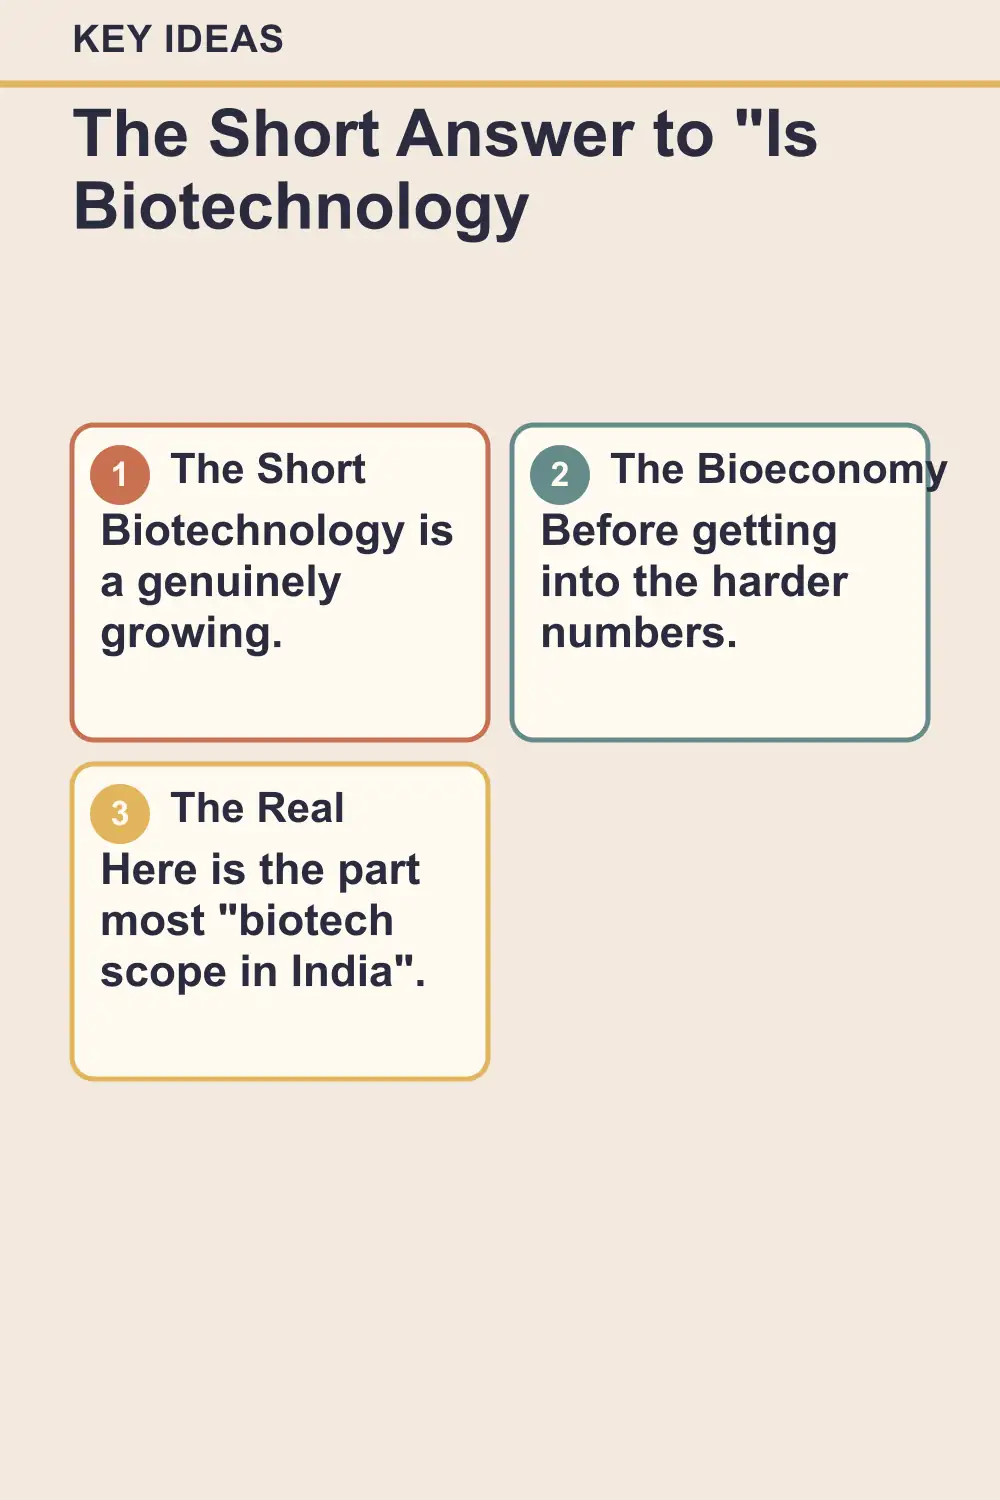 KEY IDEAS
The Short Answer to "Is
Biotechnology
1
The Short
Biotechnology is
a genuinely
growing.
2
The Bioeconomy
Before getting
into the harder
numbers.
3
The Real
Here is the part
most "biotech
scope in India".